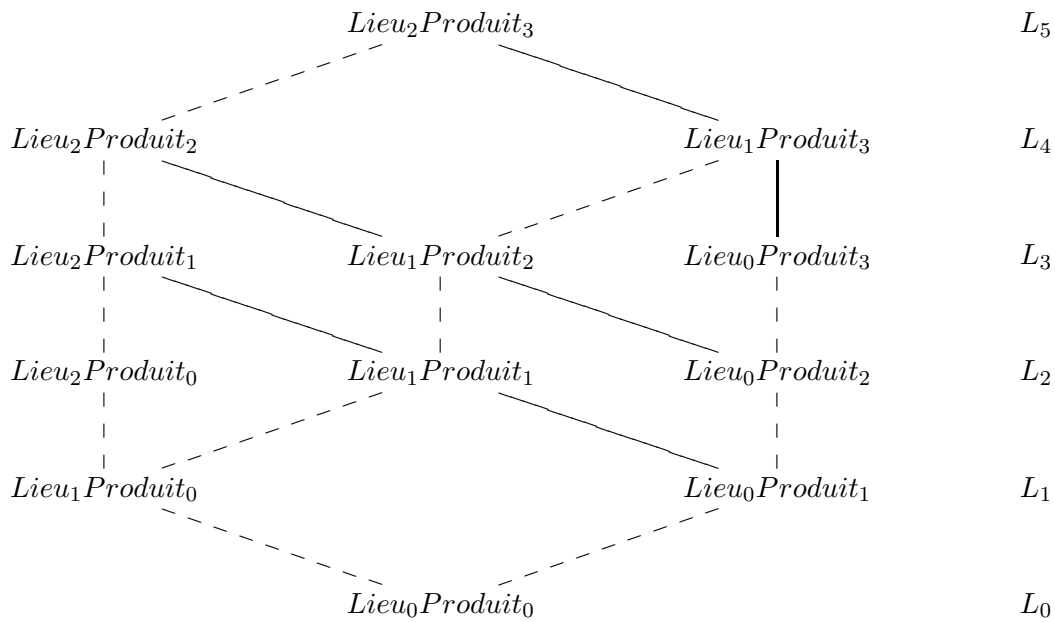 Lieu₂Produit₃ L₅
Lieu₂Produit₂ Lieu₁Produit₃ L₄
Lieu₂Produit₁ Lieu₁Produit₂ Lieu₀Produit₃ L₃
Lieu₂Produit₀ Lieu₁Produit₁ Lieu₀Produit₂ L₂
Lieu₁Produit₀ Lieu₀Produit₁ L₁
Lieu₀Produit₀ L₀